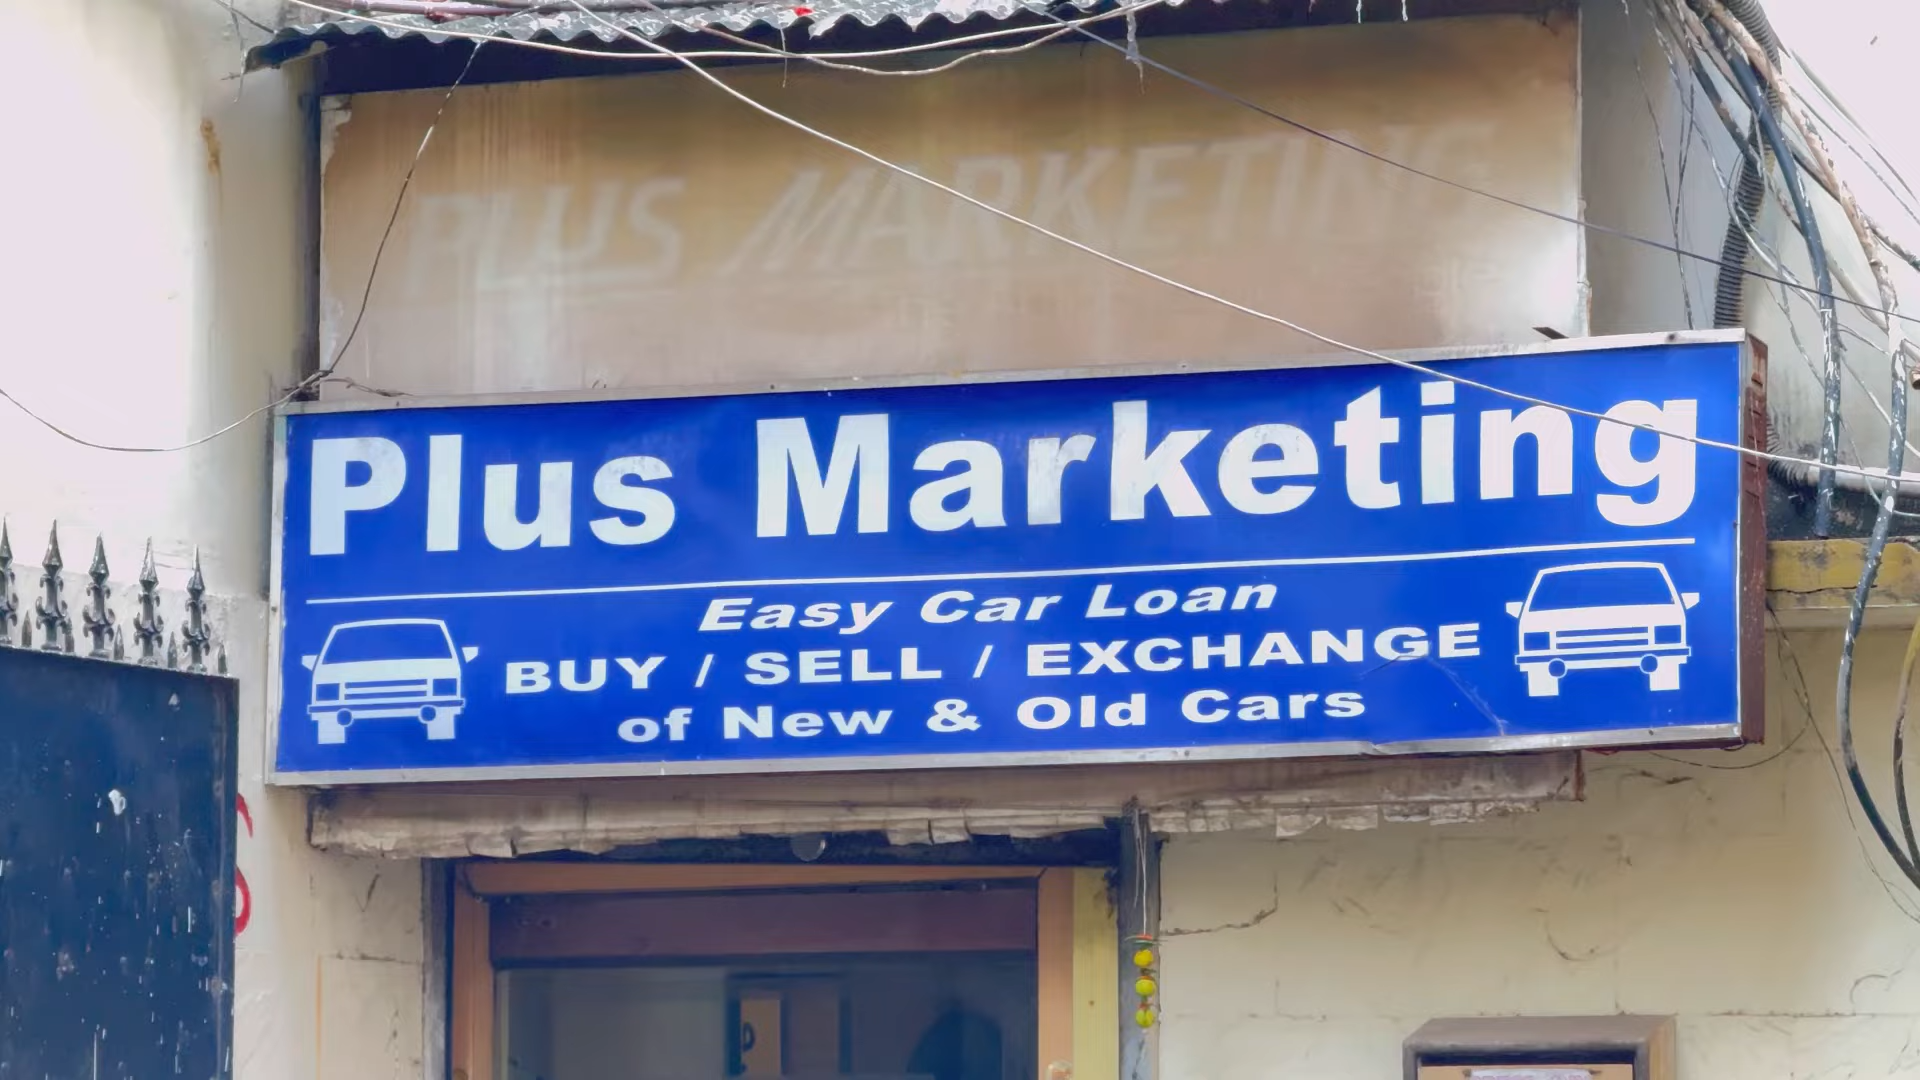 PLUS MARKETING
Plus Marketing
Easy Car Loan
BUY / SELL / EXCHANGE
of New & Old Cars